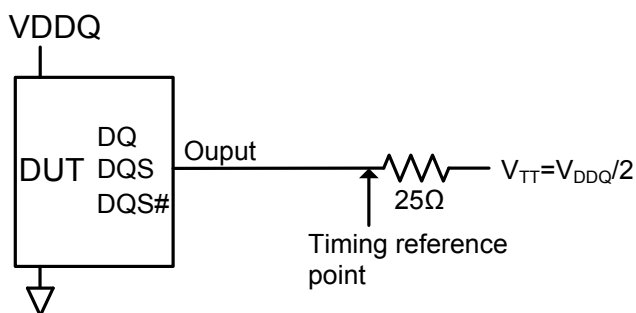 VDDQ
DUT
DQ
DQS
DQS#
Ouput
25Ω
VTT=VDDQ/2
Timing reference
point